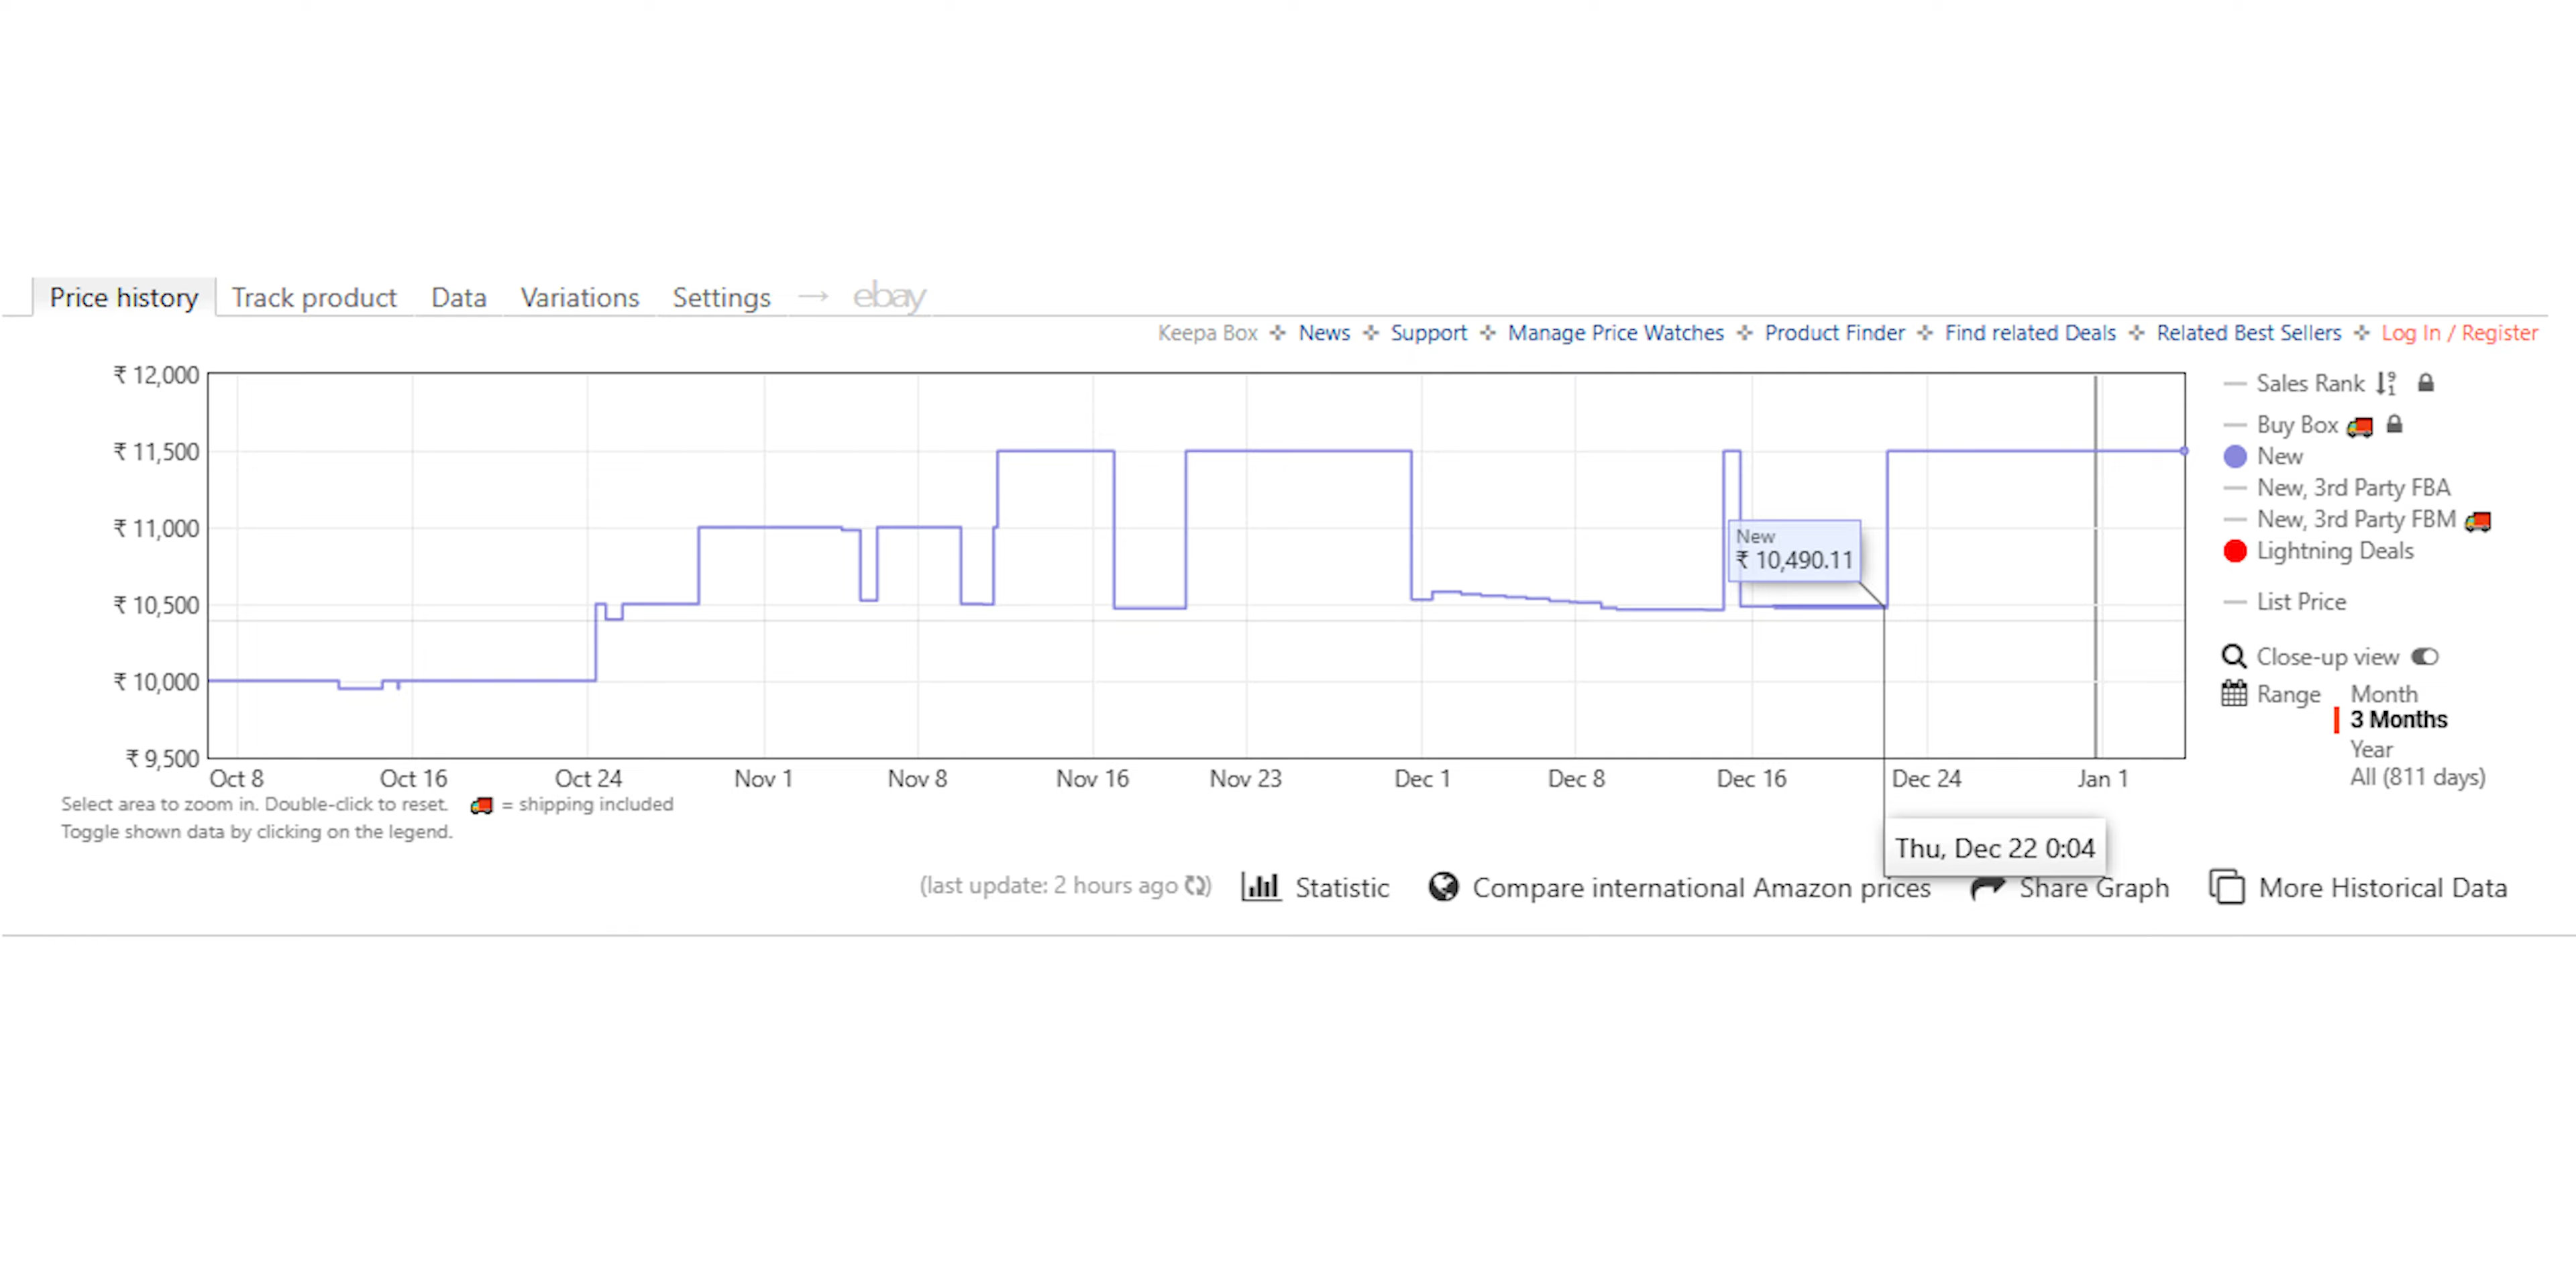 Price history Track product Data Variations Settings → ebay
Keepa Box ✣ News ✣ Support ✣ Manage Price Watches ✣ Product Finder ✣ Find related Deals ✣ Related Best Sellers ✣ Log In / Register
₹ 12,000
₹ 11,500
₹ 11,000
₹ 10,500
₹ 10,000
₹ 9,500
New
₹ 10,490.11
Oct 8 Oct 16 Oct 24 Nov 1 Nov 8 Nov 16 Nov 23 Dec 1 Dec 8 Dec 16 Dec 24 Jan 1
Thu, Dec 22 0:04
Sales Rank
Buy Box
New
New, 3rd Party FBA
New, 3rd Party FBM
Lightning Deals
List Price
Close-up view
Range Month
3 Months
Year
All (811 days)
Select area to zoom in. Double-click to reset. = shipping included
Toggle shown data by clicking on the legend.
(last update: 2 hours ago) Statistic Compare international Amazon prices Share Graph More Historical Data